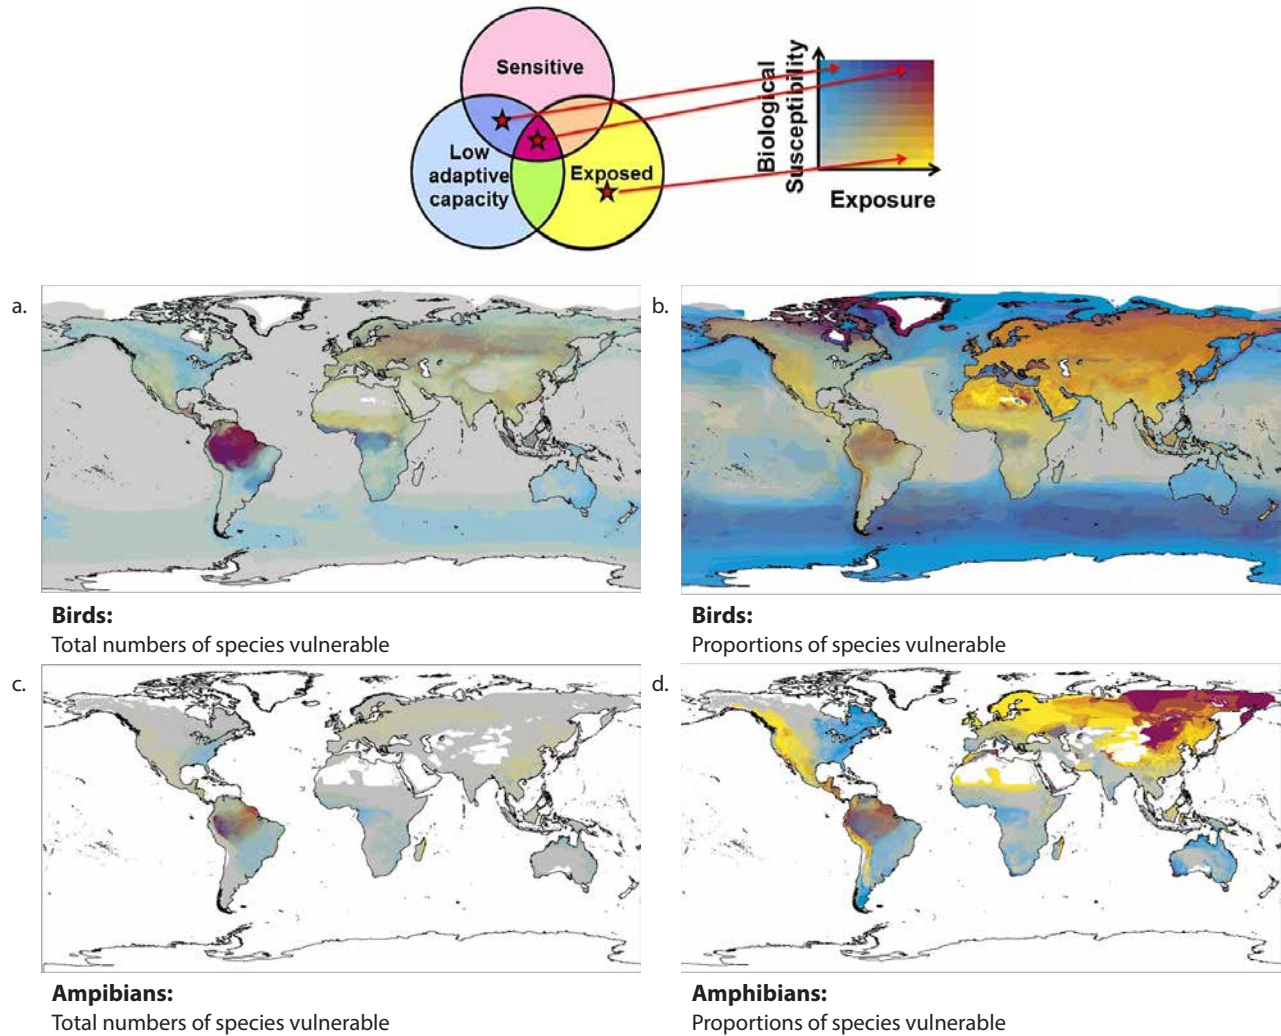 Sensitive
Low
adaptive
capacity
Exposed
Biological
Susceptibility
Exposure
a.
b.
Birds:
Total numbers of species vulnerable
Birds:
Proportions of species vulnerable
c.
d.
Ampibians:
Total numbers of species vulnerable
Amphibians:
Proportions of species vulnerable